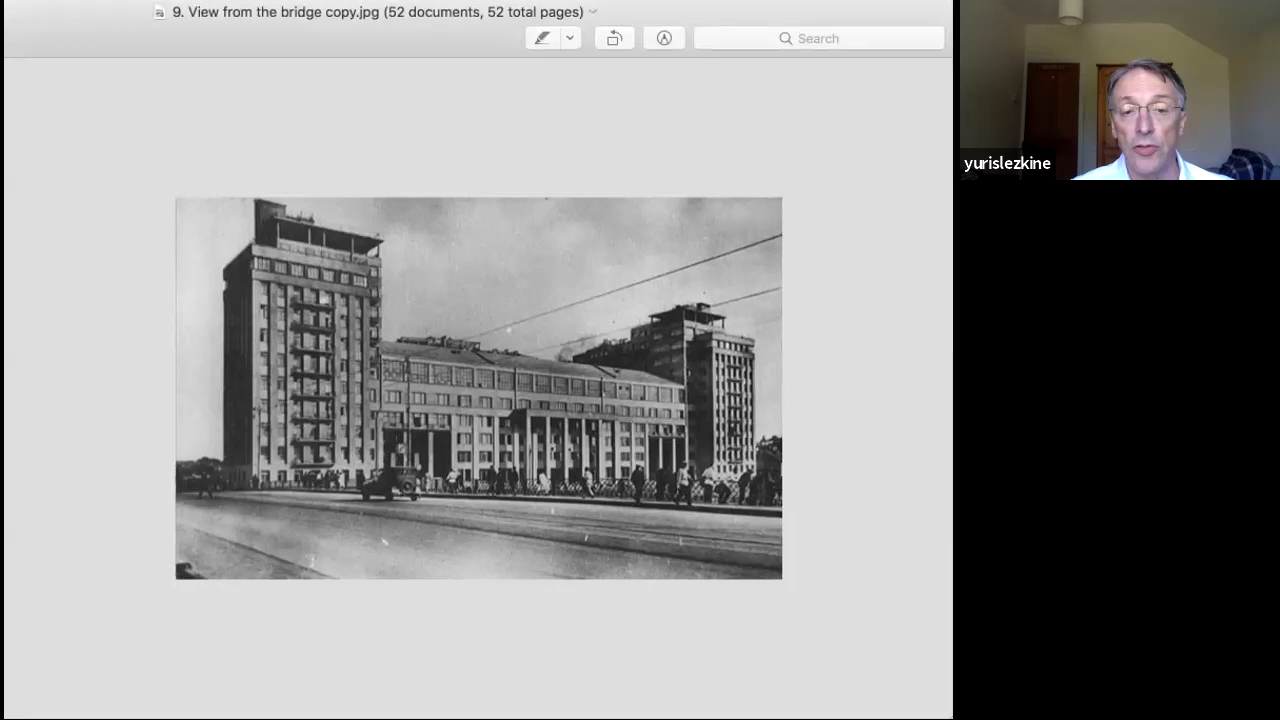 9. View from the bridge copy.jpg (52 documents, 52 total pages)
Search
yurislezkine